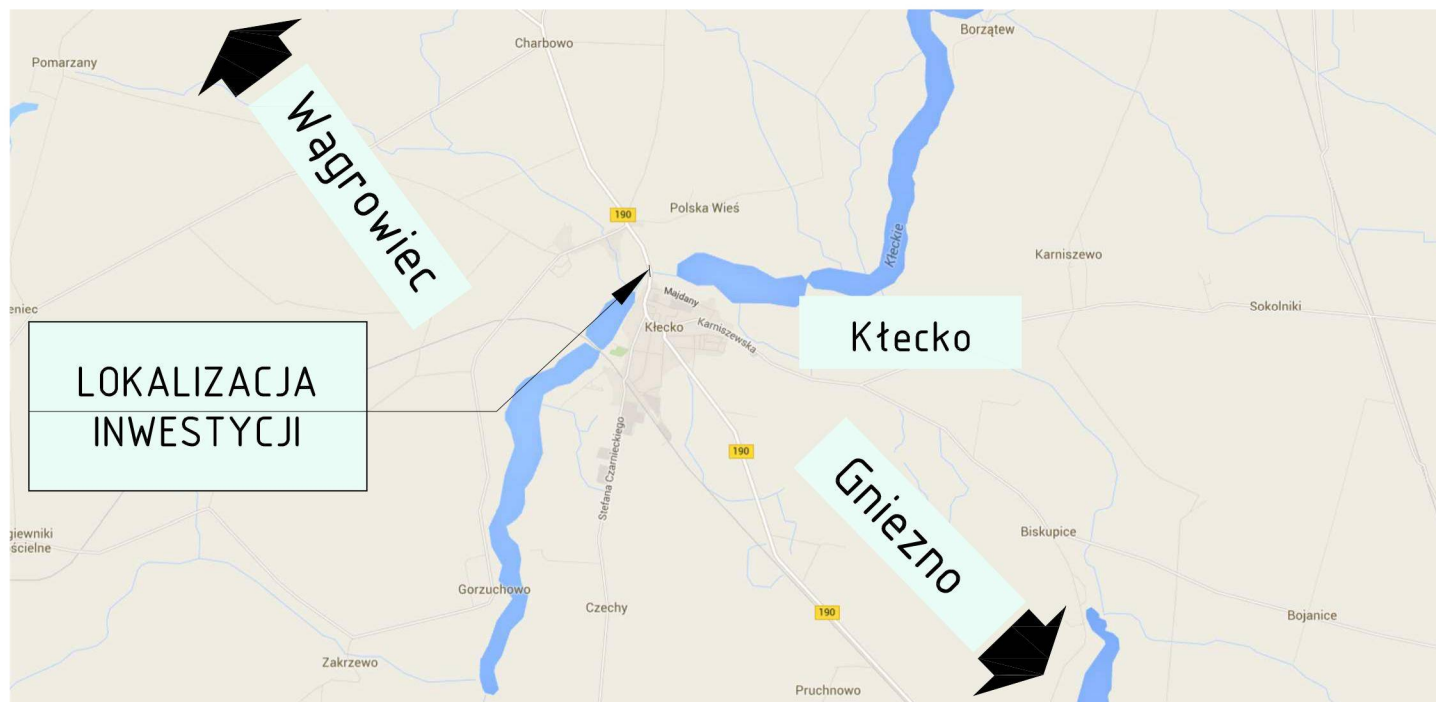 Borzątew
Charbowo
Pomarzany
Wągrowiec
190
Polska Wieś
Kłeckie
Karniszewo
Majdany
eniec
Sokolniki
Kłecko
Karniszewska
Kłecko
LOKALIZACJA
INWESTYCJI
Stefana Czarnieckiego
190
Gniezno
giewniki
ościelne
Biskupice
Gorzuchowo
Czechy
190
Bojanice
Zakrzewo
Pruchnowo